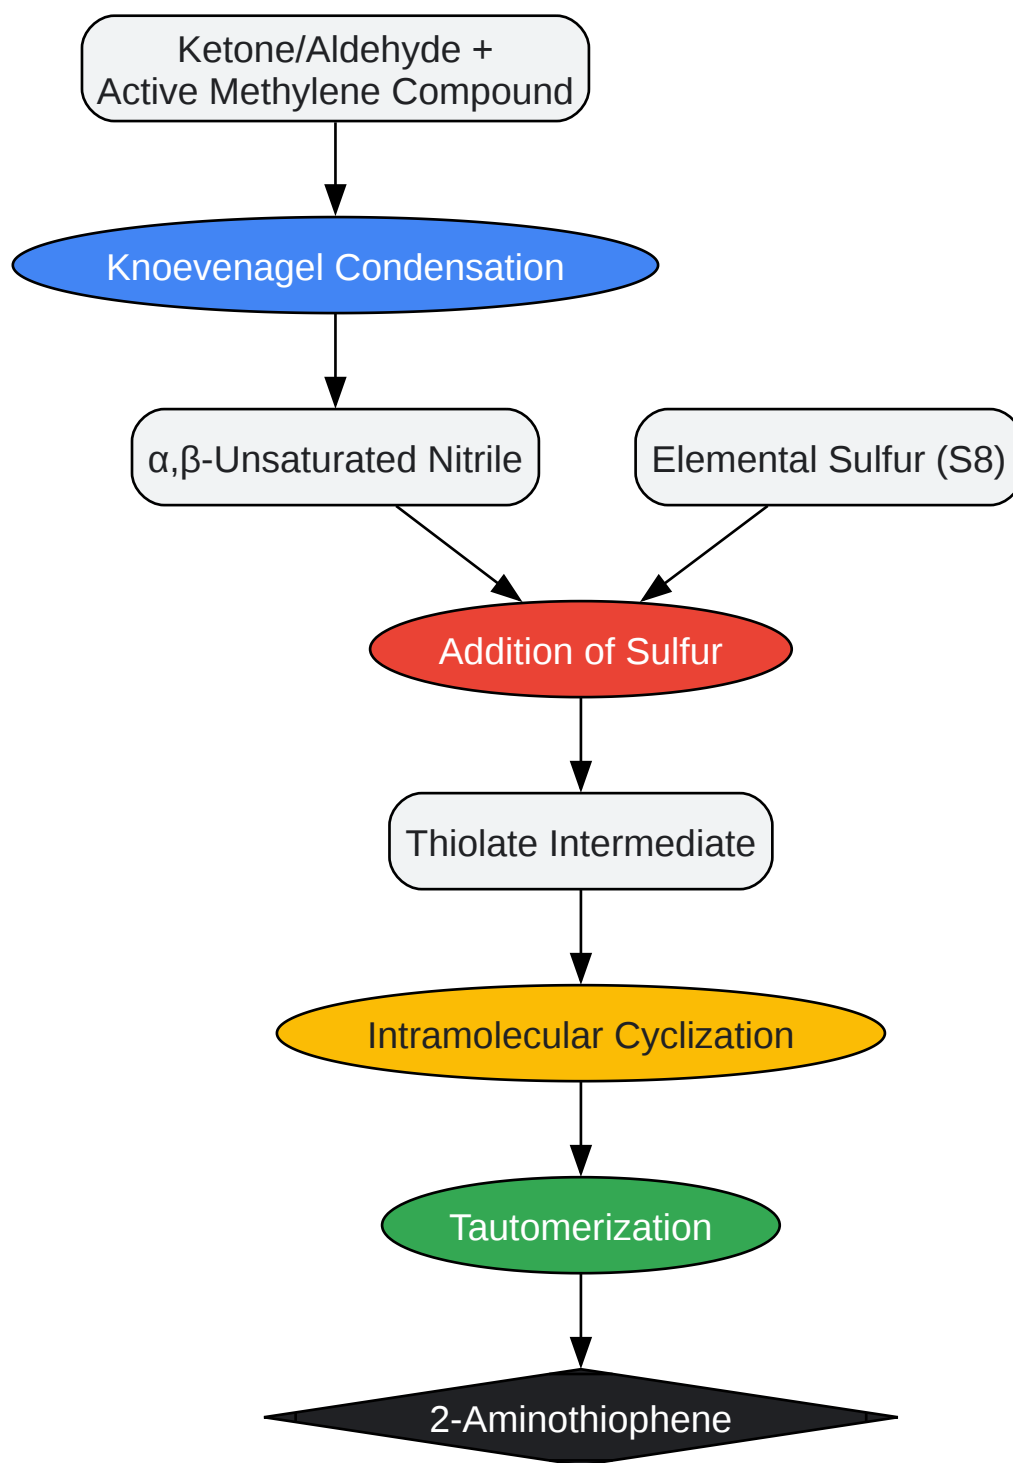 Ketone/Aldehyde +
Active Methylene Compound
Knoevenagel Condensation
α,β-Unsaturated Nitrile
Elemental Sulfur (S8)
Addition of Sulfur
Thiolate Intermediate
Intramolecular Cyclization
Tautomerization
2-Aminothiophene